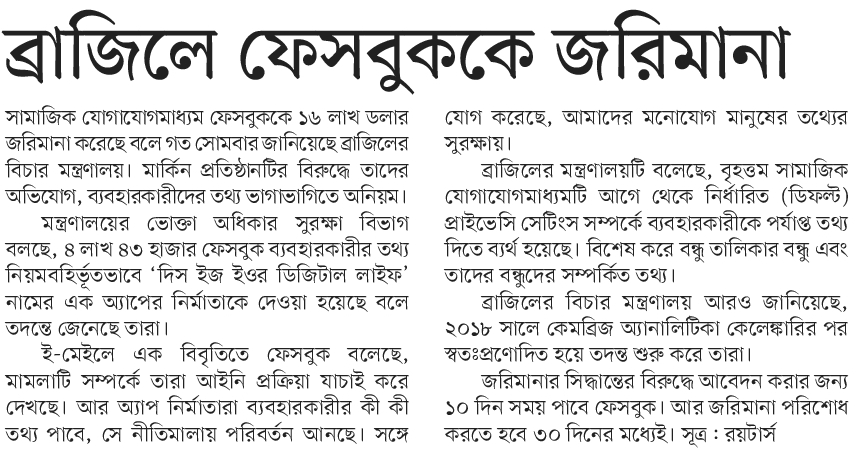 ব্রাজিলে ফেসবুককে জরিমানা
সামাজিক যোগাযোগমাধ্যম ফেসবুককে ১৬ লাখ ডলার
জরিমানা করেছে বলে গত সোমবার জানিয়েছে ব্রাজিলের
বিচার মন্ত্রণালয়। মার্কিন প্রতিষ্ঠানটির বিরুদ্ধে তাদের
অভিযোগ, ব্যবহারকারীদের তথ্য ভাগাভাগিতে অনিয়ম।
মন্ত্রণালয়ের ভোক্তা অধিকার সুরক্ষা বিভাগ
বলছে, ৪ লাখ ৪৩ হাজার ফেসবুক ব্যবহারকারীর তথ্য
নিয়মবহির্ভূতভাবে ‘দিস ইজ ইওর ডিজিটাল লাইফ’
নামের এক অ্যাপের নির্মাতাকে দেওয়া হয়েছে বলে
তদন্তে জেনেছে তারা।
ই-মেইলে এক বিবৃতিতে ফেসবুক বলেছে,
মামলাটি সম্পর্কে তারা আইনি প্রক্রিয়া যাচাই করে
দেখছে। আর অ্যাপ নির্মাতারা ব্যবহারকারীর কী কী
তথ্য পাবে, সে নীতিমালায় পরিবর্তন আনছে। সঙ্গে
যোগ করেছে, আমাদের মনোযোগ মানুষের তথ্যের
সুরক্ষায়।
ব্রাজিলের মন্ত্রণালয়টি বলেছে, বৃহত্তম সামাজিক
যোগাযোগমাধ্যমটি আগে থেকে নির্ধারিত (ডিফল্ট)
প্রাইভেসি সেটিংস সম্পর্কে ব্যবহারকারীকে পর্যাপ্ত তথ্য
দিতে ব্যর্থ হয়েছে। বিশেষ করে বন্ধু তালিকার বন্ধু এবং
তাদের বন্ধুদের সম্পর্কিত তথ্য।
ব্রাজিলের বিচার মন্ত্রণালয় আরও জানিয়েছে,
২০১৮ সালে কেমব্রিজ অ্যানালিটিকা কেলেঙ্কারির পর
স্বতঃপ্রণোদিত হয়ে তদন্ত শুরু করে তারা।
জরিমানার সিদ্ধান্তের বিরুদ্ধে আবেদন করার জন্য
১০ দিন সময় পাবে ফেসবুক। আর জরিমানা পরিশোধ
করতে হবে ৩০ দিনের মধ্যেই। সূত্র : রয়টার্স